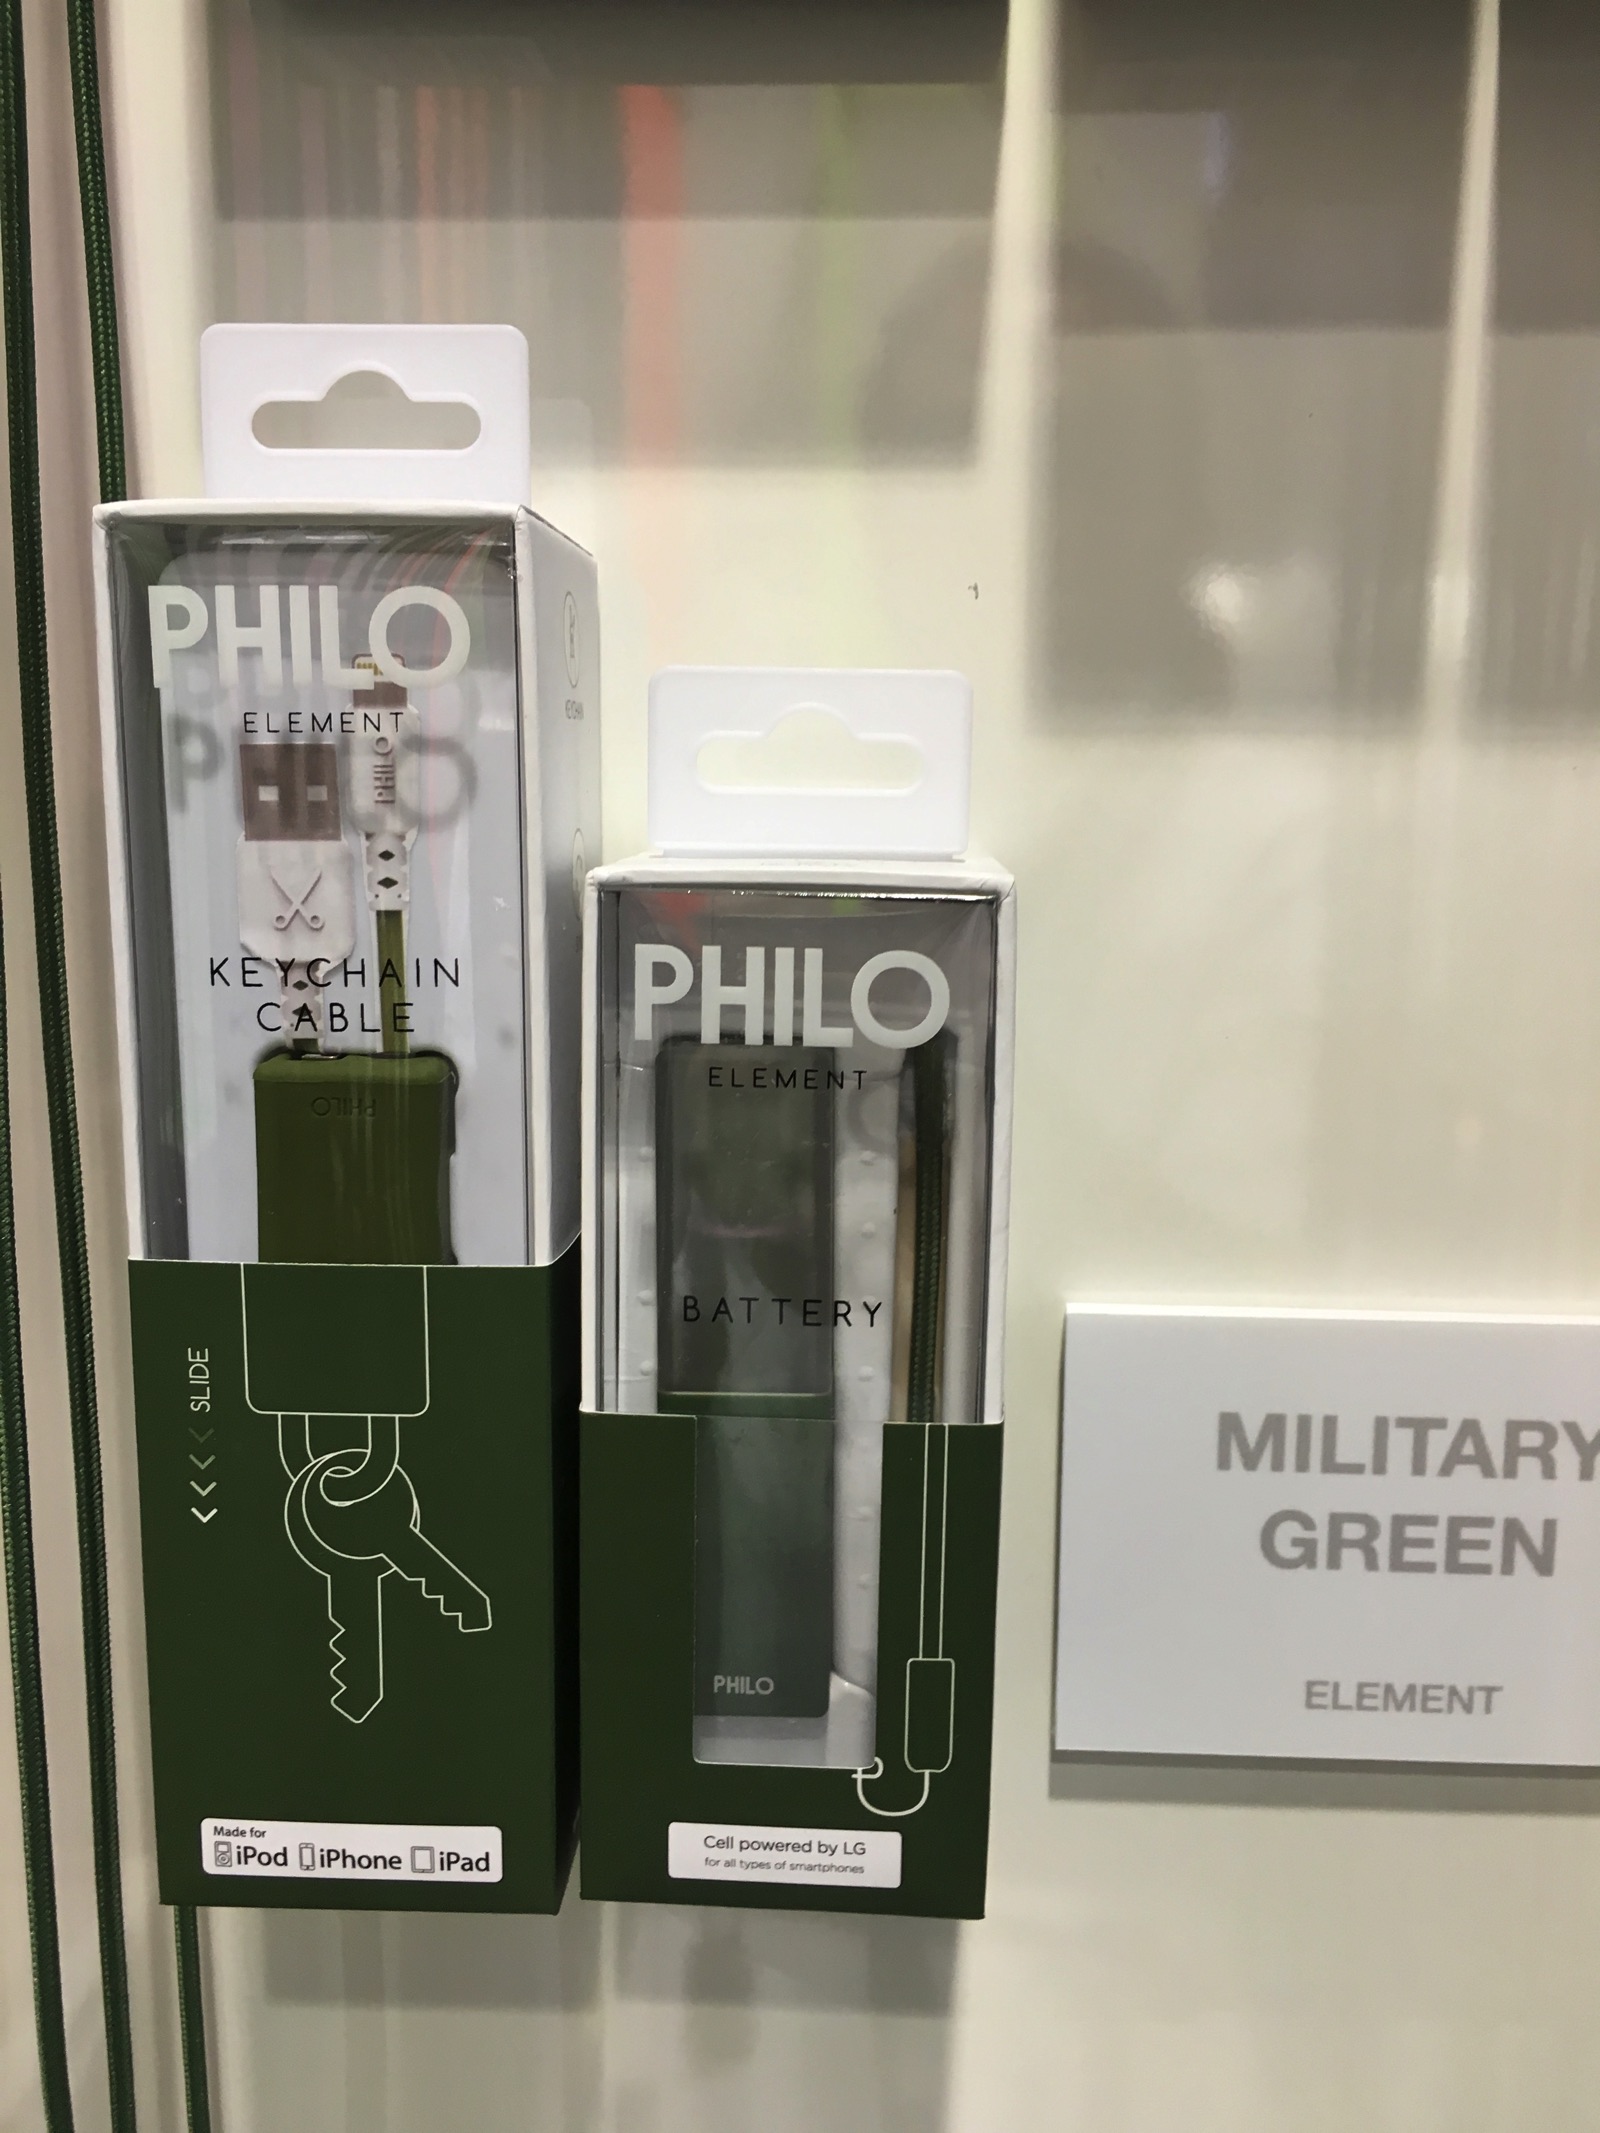 PHILO
ELEMENT
PHILO
KEYCHAIN
CABLE
PHILO
SLIDE
Made for
iPod iPhone iPad
PHILO
ELEMENT
BATTERY
PHILO
Cell powered by LG
for all types of smartphones
MILITARY
GREEN
ELEMENT